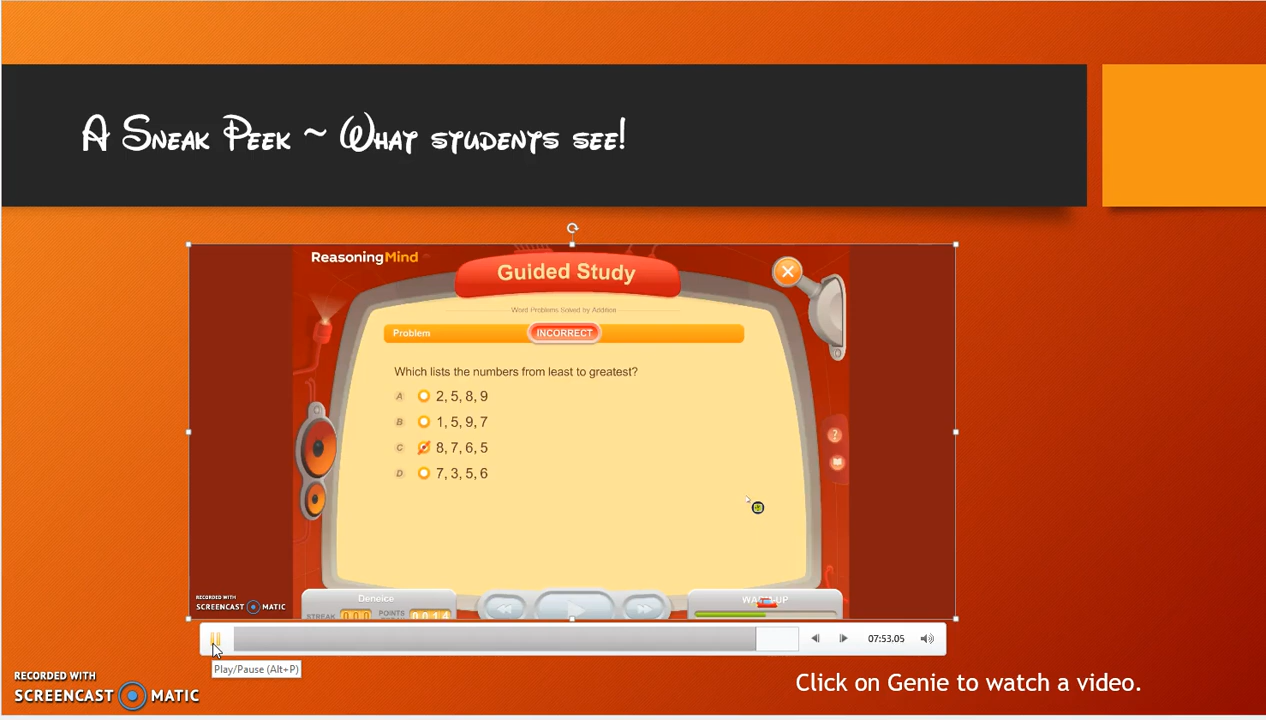 A Sneak Peek ~ What students see!
ReasoningMind
Guided Study
Word Problems Solved by Addition
Problem
INCORRECT
Which lists the numbers from least to greatest?
A 2, 5, 8, 9
B 1, 5, 9, 7
C 8, 7, 6, 5
D 7, 3, 5, 6
?
RECORDED WITH
SCREENCAST MATIC
Deneice
STREAK 000 POINTS 0014
07:53.05
Play/Pause (Alt+P)
RECORDED WITH
SCREENCAST MATIC
Click on Genie to watch a video.